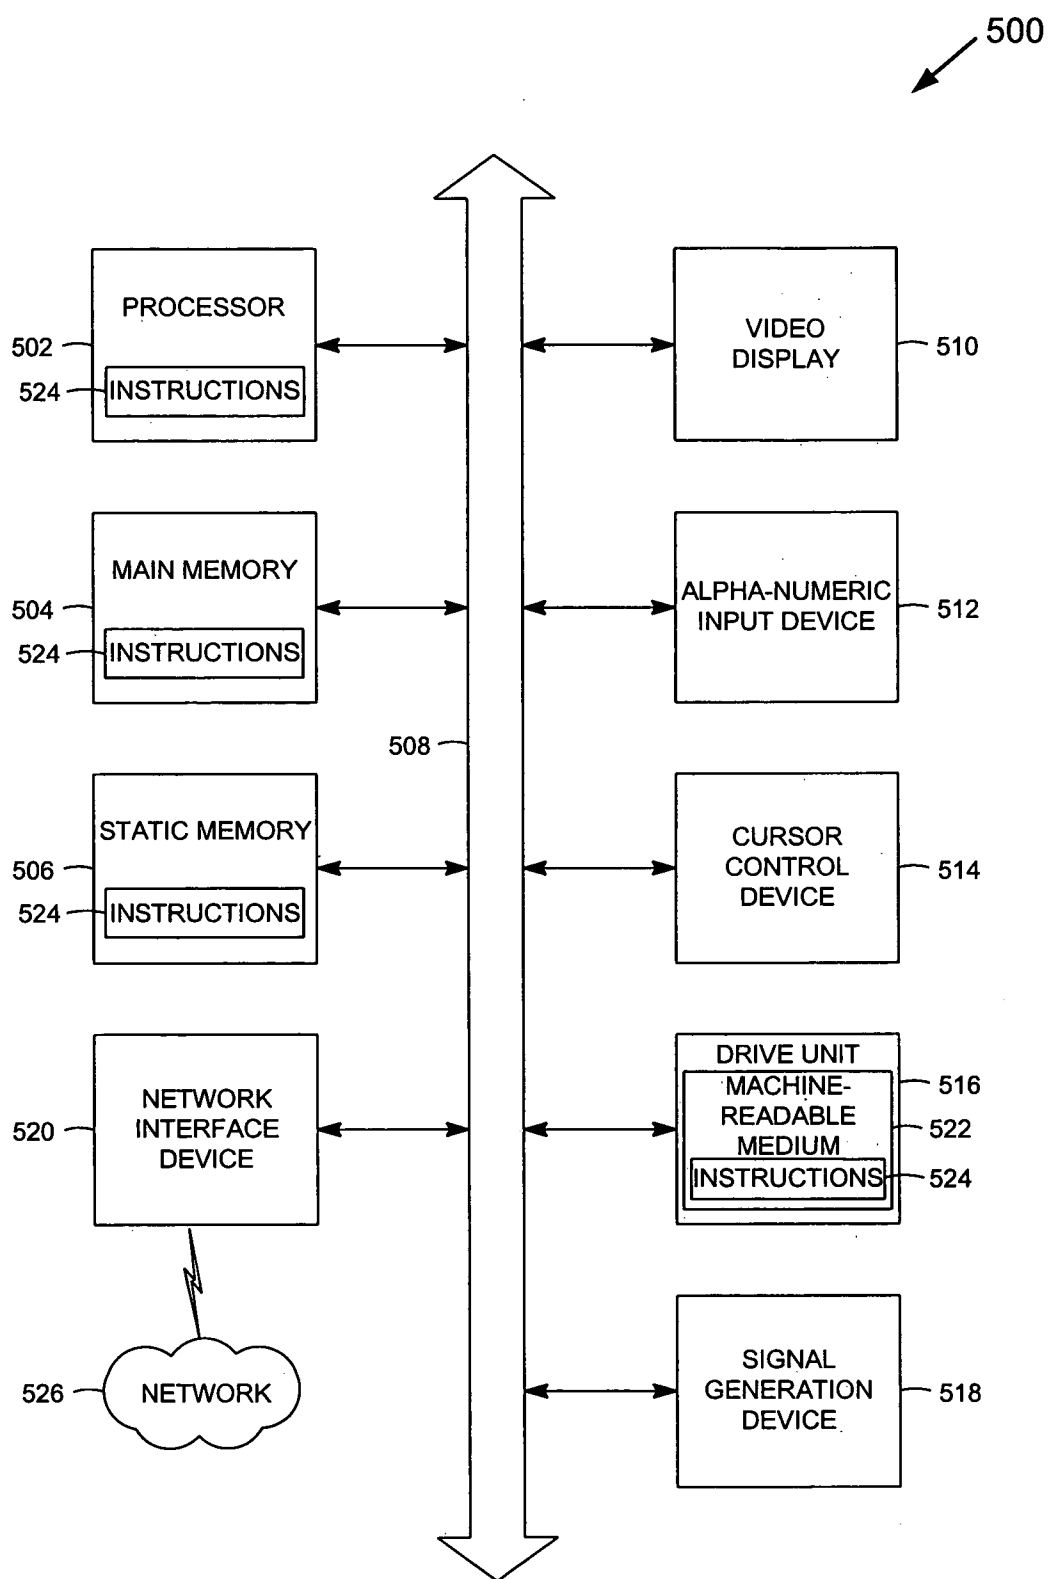 500
PROCESSOR
502
524
INSTRUCTIONS
VIDEO
DISPLAY
510
MAIN MEMORY
504
524
INSTRUCTIONS
ALPHA-NUMERIC
INPUT DEVICE
512
508
STATIC MEMORY
506
524
INSTRUCTIONS
CURSOR
CONTROL
DEVICE
514
NETWORK
INTERFACE
DEVICE
520
DRIVE UNIT
MACHINE-
READABLE
MEDIUM
INSTRUCTIONS
516
522
524
526
NETWORK
SIGNAL
GENERATION
DEVICE
518